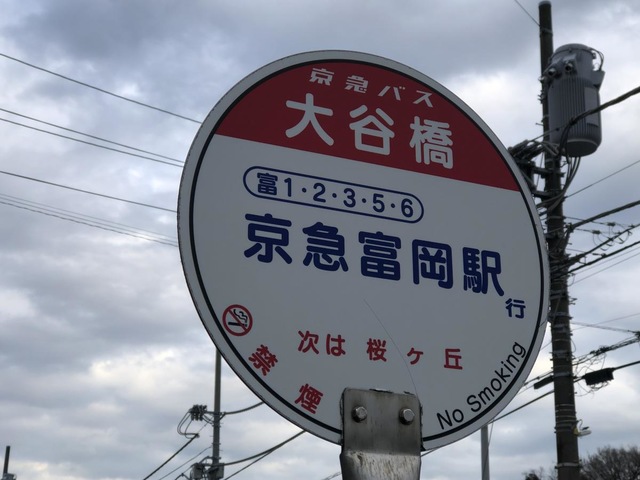 京急バス
大谷橋
富1・2・3・5・6
京急富岡駅行
次は 桜ヶ丘
禁煙
No Smoking